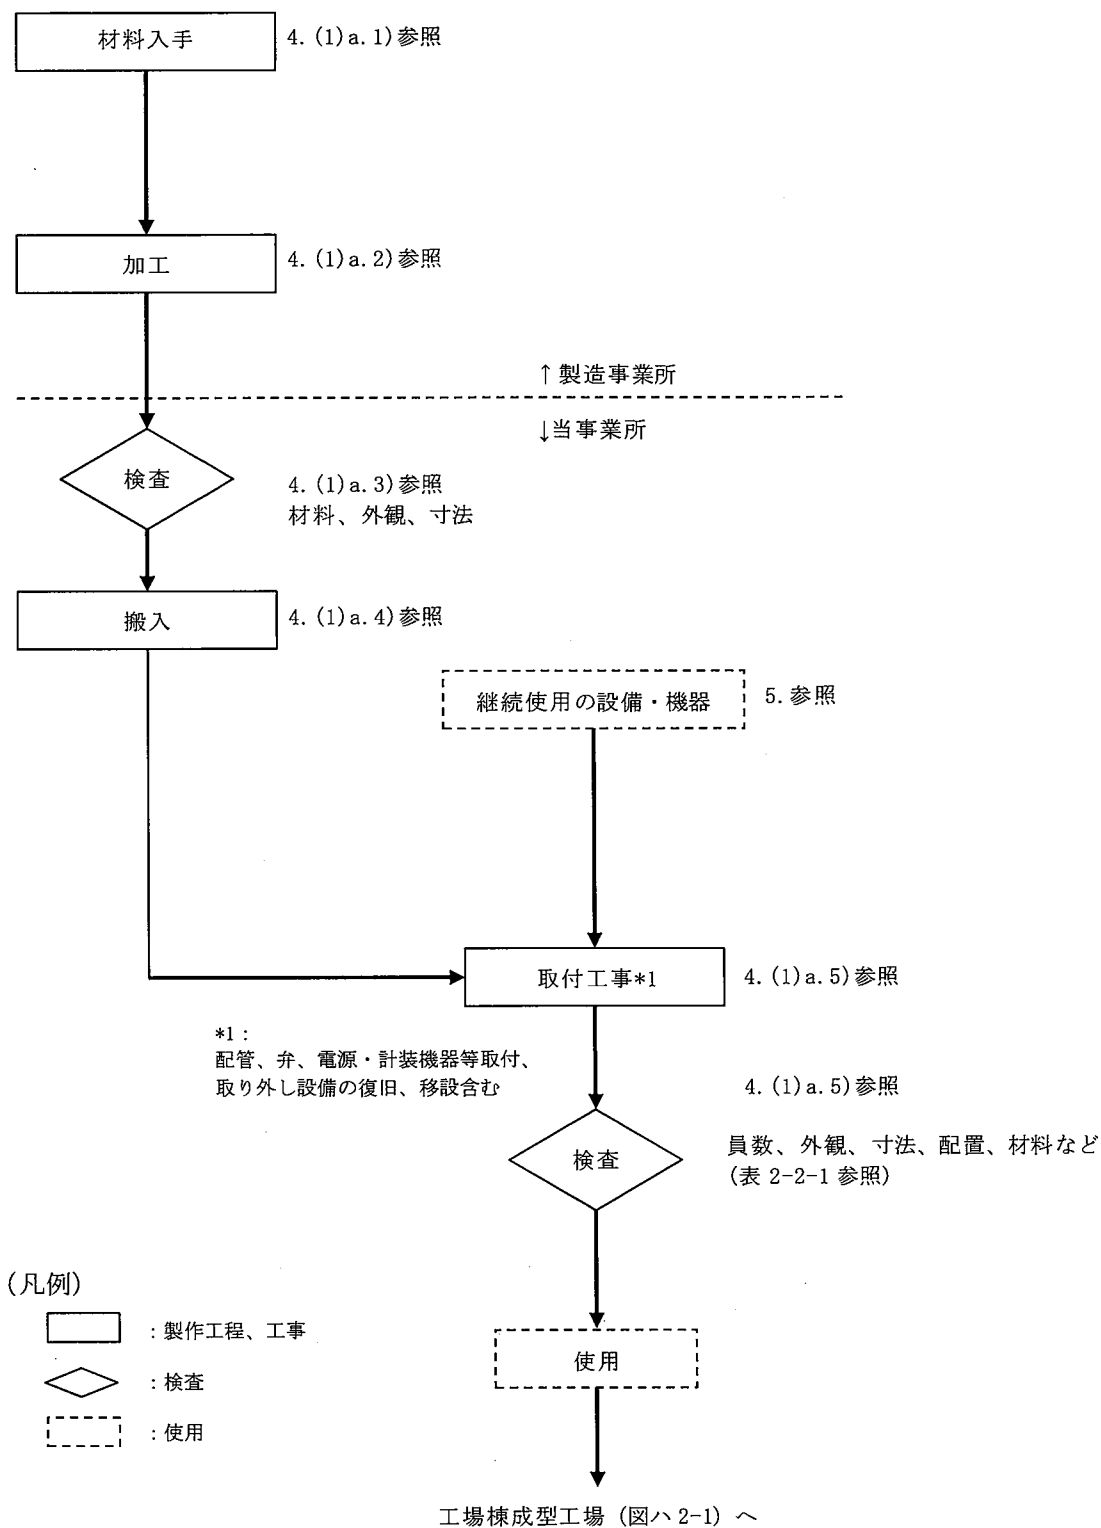 材料入手
4. (1)a.1)参照
加工
4. (1)a.2)参照
↑製造事業所
↓当事業所
検査
4. (1)a.3)参照
材料、外観、寸法
搬入
4. (1)a.4)参照
継続使用の設備・機器
5.参照
取付工事*1
4. (1)a.5)参照
*1：
配管、弁、電源・計装機器等取付、
取り外し設備の復旧、移設含む
4. (1)a.5)参照
検査
員数、外観、寸法、配置、材料など
(表 2-2-1 参照)
(凡例)
：製作工程、工事
：検査
：使用
使用
工場棟成型工場 (図ハ 2-1) へ